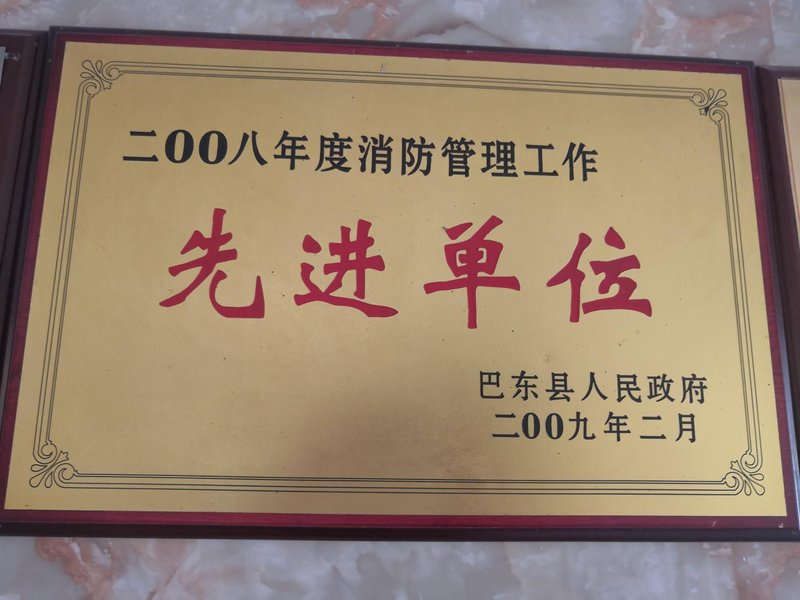 二00八年度消防管理工作
先进单位
巴东县人民政府
二00九年二月